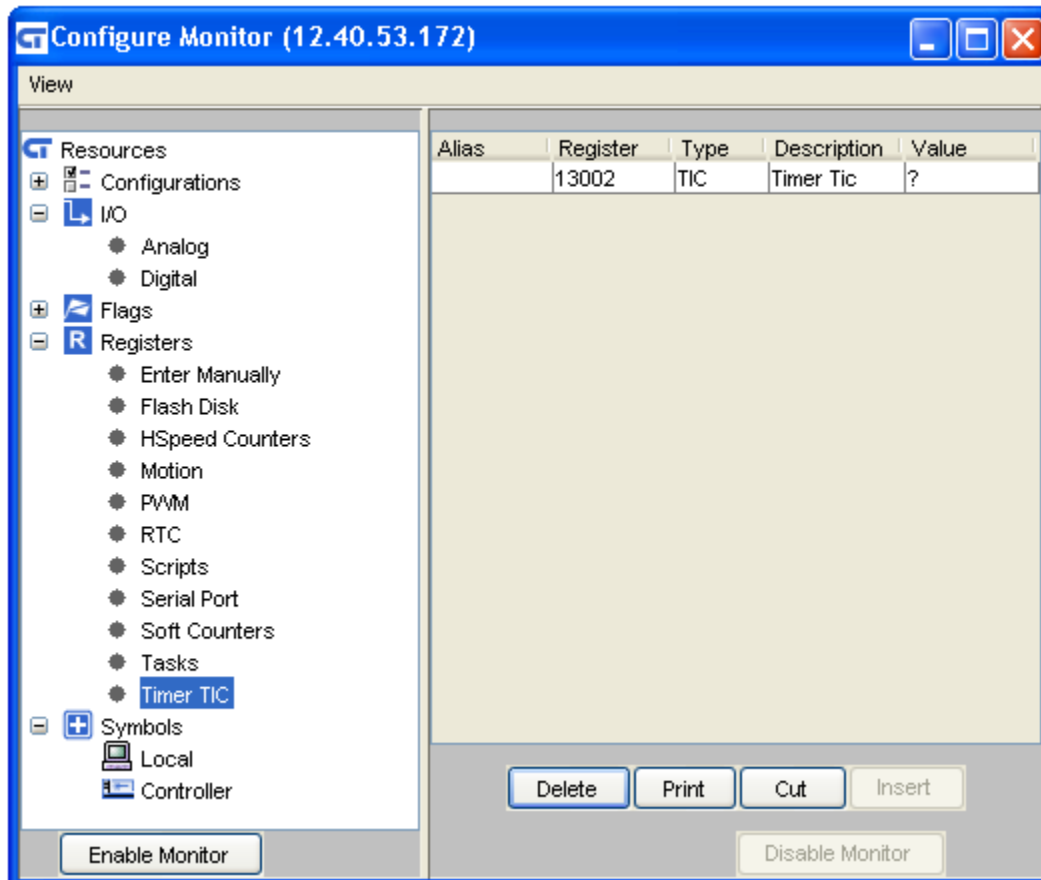 CT Configure Monitor (12.40.53.172)
View
CT Resources
Configurations
I/O
Analog
Digital
Flags
R Registers
Enter Manually
Flash Disk
HSpeed Counters
Motion
PWM
RTC
Scripts
Serial Port
Soft Counters
Tasks
Timer TIC
Symbols
Local
Controller
Enable Monitor
Alias Register Type Description Value
13002 TIC Timer Tic ?
Delete Print Cut Insert
Disable Monitor